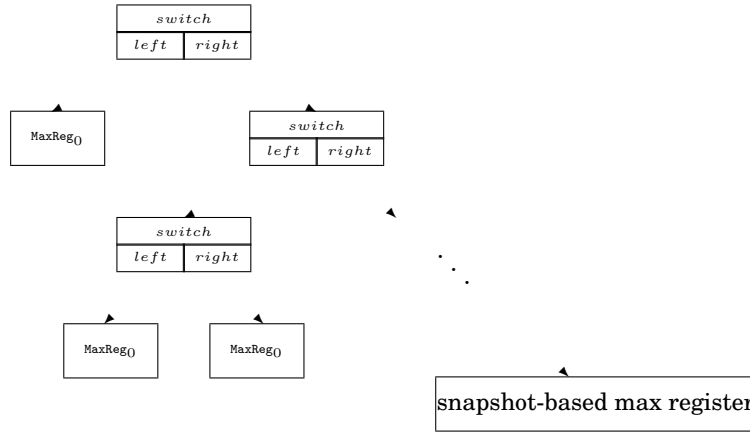 switch
left right
MaxReg0
switch
left right
switch
left right
. . .
MaxReg0 MaxReg0
snapshot-based max register